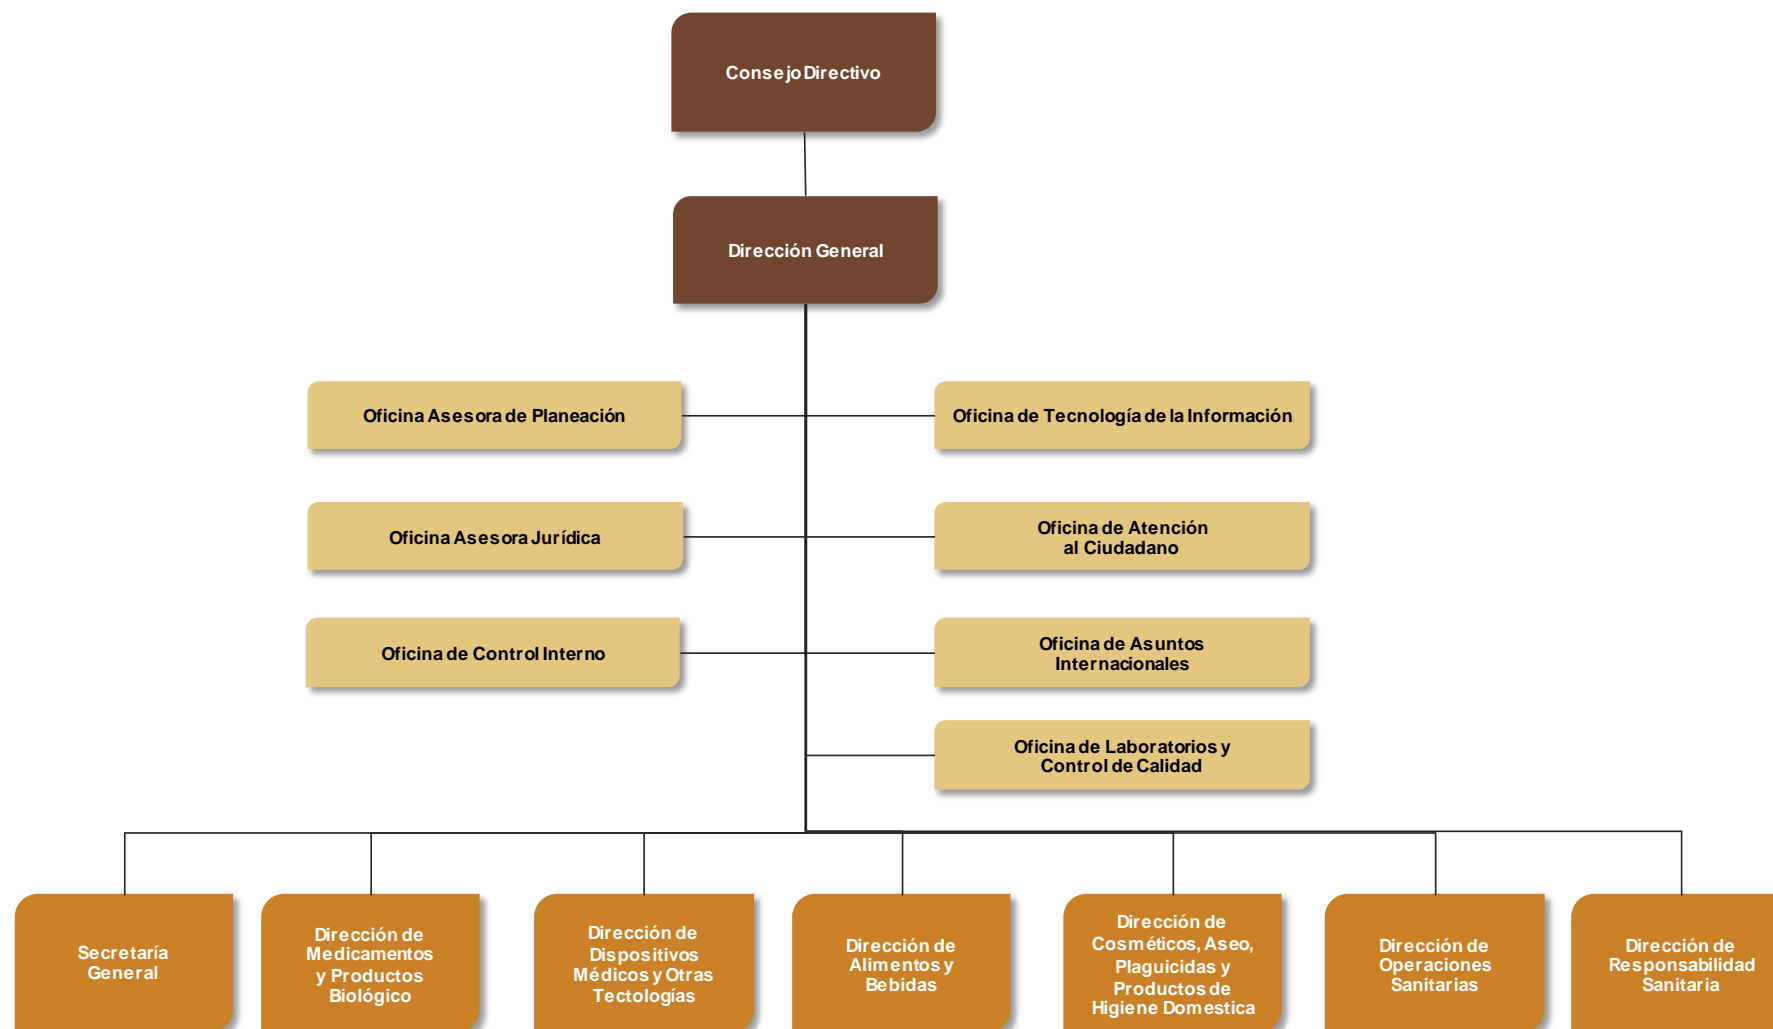 Consejo Directivo
Dirección General
Oficina Asesora de Planeación
Oficina de Tecnología de la Información
Oficina Asesora Jurídica
Oficina de Atención
al Ciudadano
Oficina de Control Interno
Oficina de Asuntos
Internacionales
Oficina de Laboratorios y
Control de Calidad
Secretaría
General
Dirección de
Medicamentos
y Productos
Biológico
Dirección de
Dispositivos
Médicos y Otras
Tectologías
Dirección de
Alimentos y
Bebidas
Dirección de
Cosméticos, Aseo,
Plaguicidas y
Productos de
Higiene Domestica
Dirección de
Operaciones
Sanitarias
Dirección de
Responsabilidad
Sanitaria